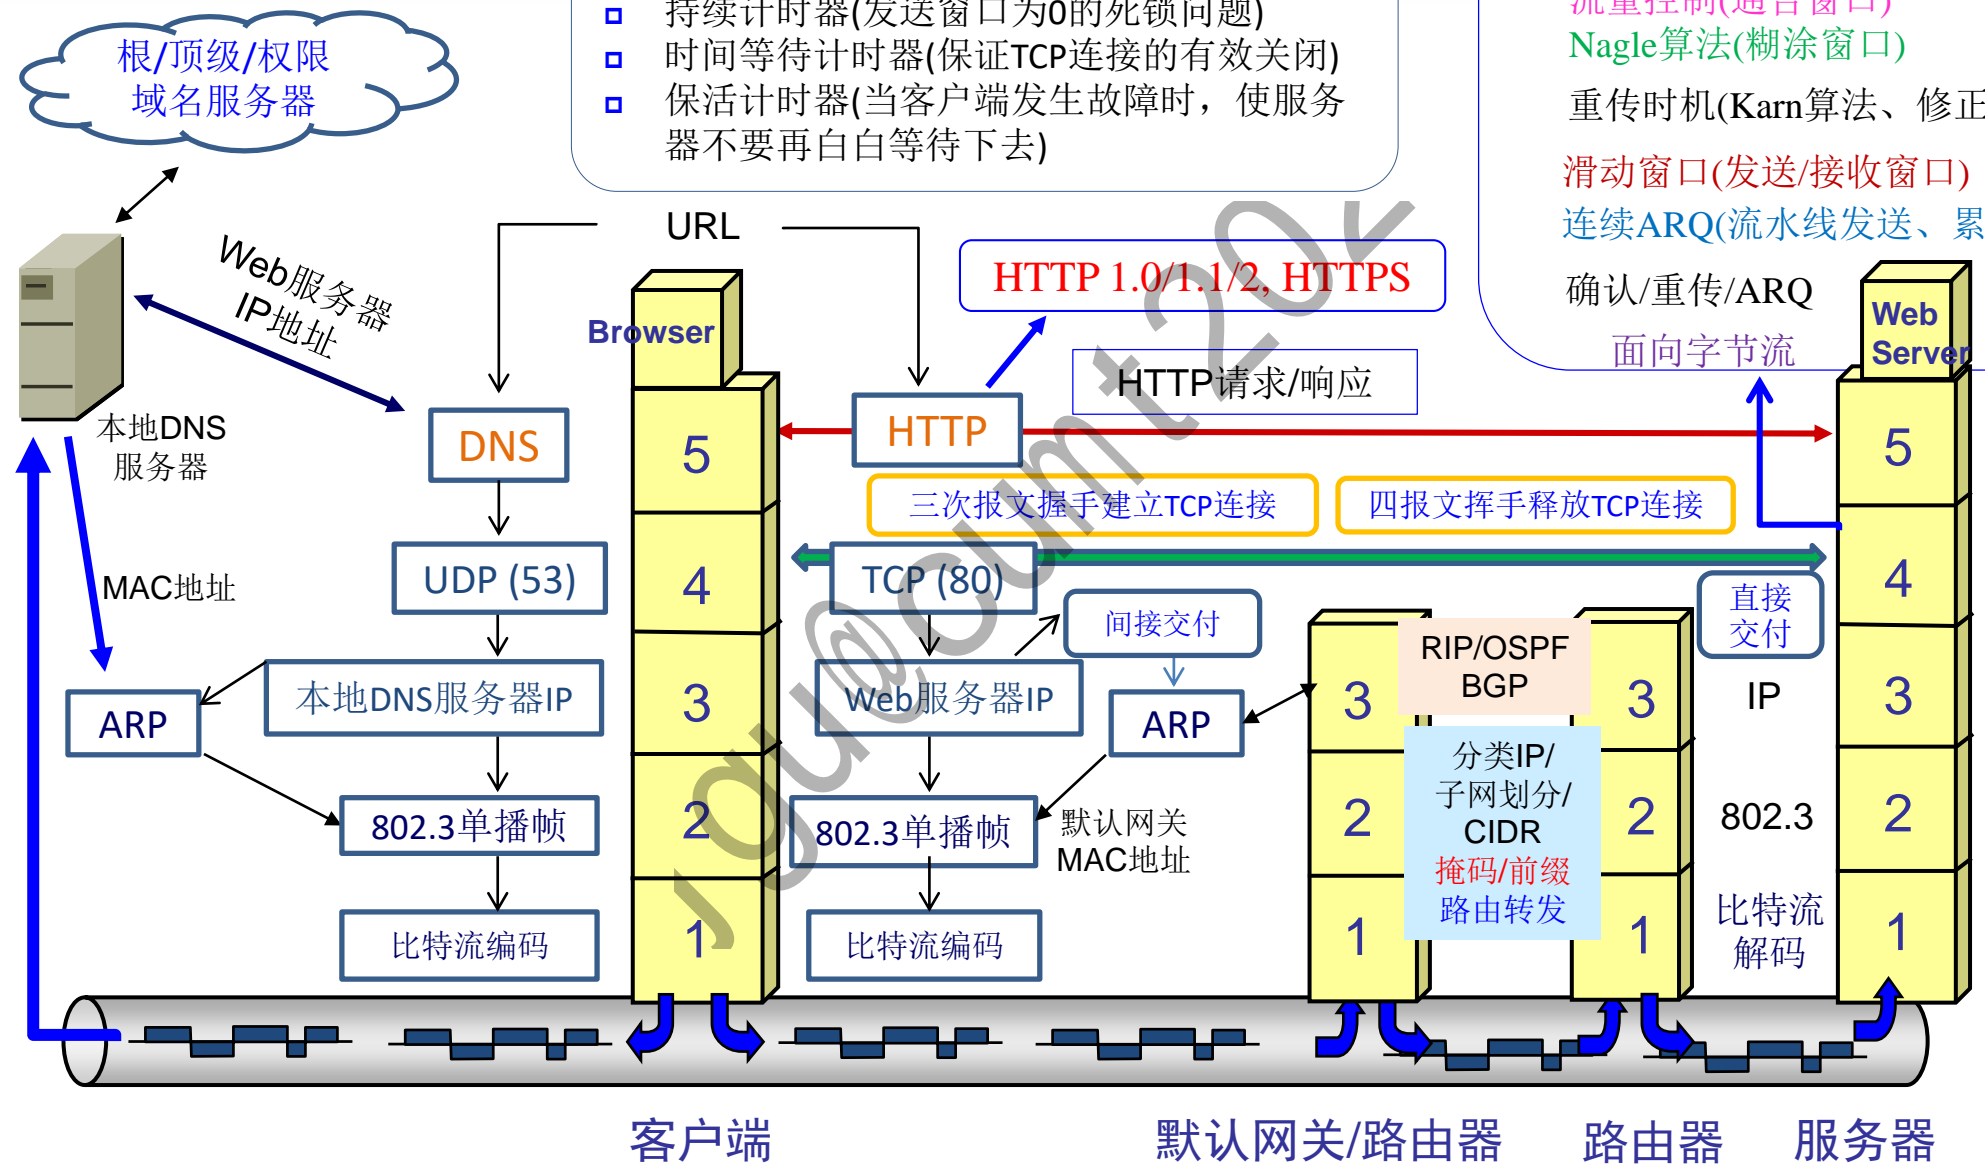 持续计时器(发送窗口为0的死锁问题)
时间等待计时器(保证TCP连接的有效关闭)
保活计时器(当客户端发生故障时，使服务
器不要再白白等待下去)
流量控制(通告窗口)
Nagle算法(糊涂窗口)
重传时机(Karn算法、修正
滑动窗口(发送/接收窗口)
连续ARQ(流水线发送、累
确认/重传/ARQ
面向字节流
根/顶级/权限
域名服务器
URL
Web服务器
IP地址
HTTP 1.0/1.1/2, HTTPS
HTTP请求/响应
Browser
Web
Server
本地DNS
服务器
DNS
5
HTTP
5
三次报文握手建立TCP连接
四报文挥手释放TCP连接
MAC地址
UDP (53)
4
TCP (80)
间接交付
直接
交付
4
ARP
本地DNS服务器IP
3
Web服务器IP
ARP
3
RIP/OSPF
BGP
3
IP
3
802.3单播帧
2
802.3单播帧
默认网关
MAC地址
2
分类IP/
子网划分/
CIDR
掩码/前缀
路由转发
2
802.3
2
比特流编码
1
比特流编码
1
1
比特流
解码
1
gu@cumt202
客户端
默认网关/路由器
路由器
服务器